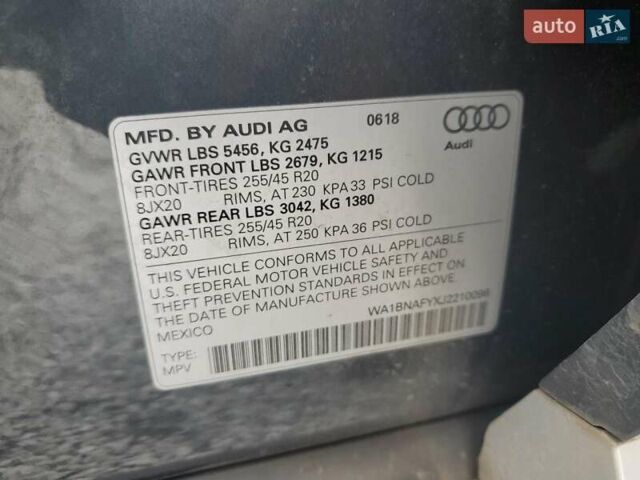 auto RIA .com
MFD. BY AUDI AG 0618
Audi
GVWR LBS 5456, KG 2475
GAWR FRONT LBS 2679, KG 1215
FRONT-TIRES 255/45 R20
8JX20 RIMS, AT 230 KPA 33 PSI COLD
GAWR REAR LBS 3042, KG 1380
REAR-TIRES 255/45 R20
8JX20 RIMS, AT 250 KPA 36 PSI COLD
THIS VEHICLE CONFORMS TO ALL APPLICABLE
U.S. FEDERAL MOTOR VEHICLE SAFETY AND
THEFT PREVENTION STANDARDS IN EFFECT ON
THE DATE OF MANUFACTURE SHOWN ABOVE.
MEXICO WA1BNAFYXJ2210098
TYPE:
MPV